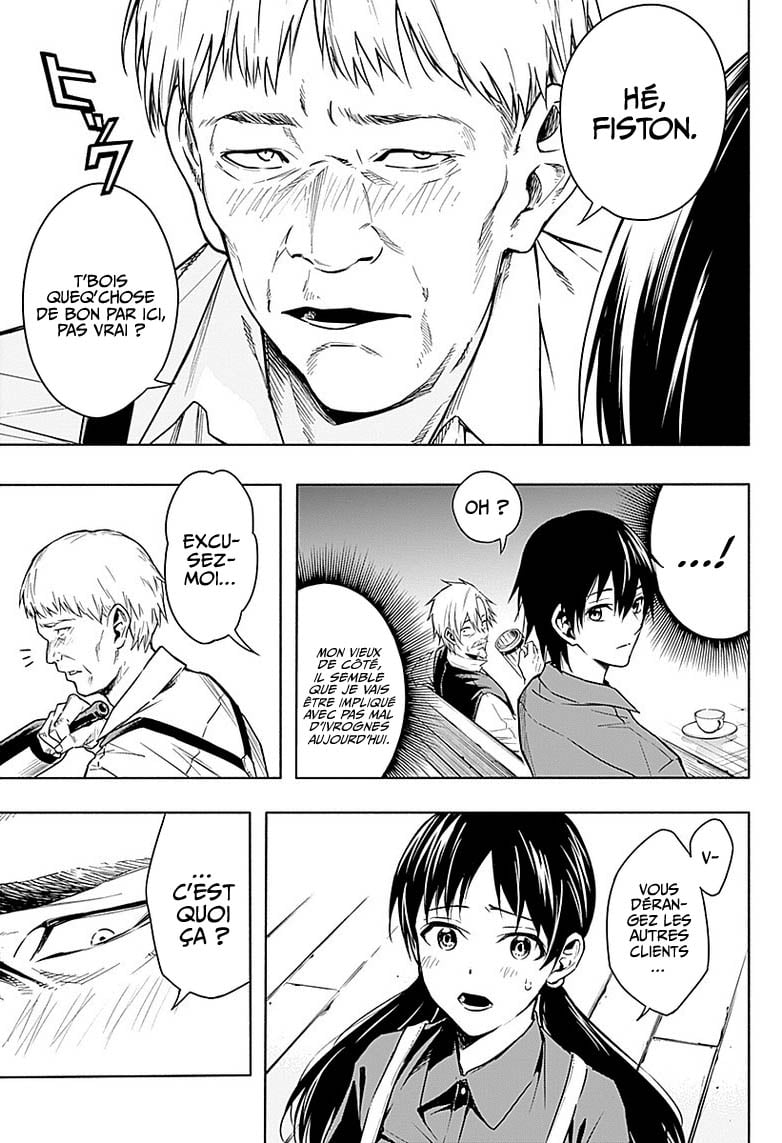 HÉ,
FISTON.
ヒック
T'BOIS
QUEQ'CHOSE
DE BON PAR ICI,
PAS VRAI ?
...!
OH ?
MON VIEUX
DE CÔTÉ,
IL SEMBLE
QUE JE VAIS
ÊTRE IMPLIQUÉ
AVEC PAS MAL
D'IVROGNES
AUJOURD'HUI.
EXCU-
SEZ-
MOI...
V-
VOUS
DÉRAN-
GEZ LES
AUTRES
CLIENTS
...
...
C'EST
QUOI
ÇA ?